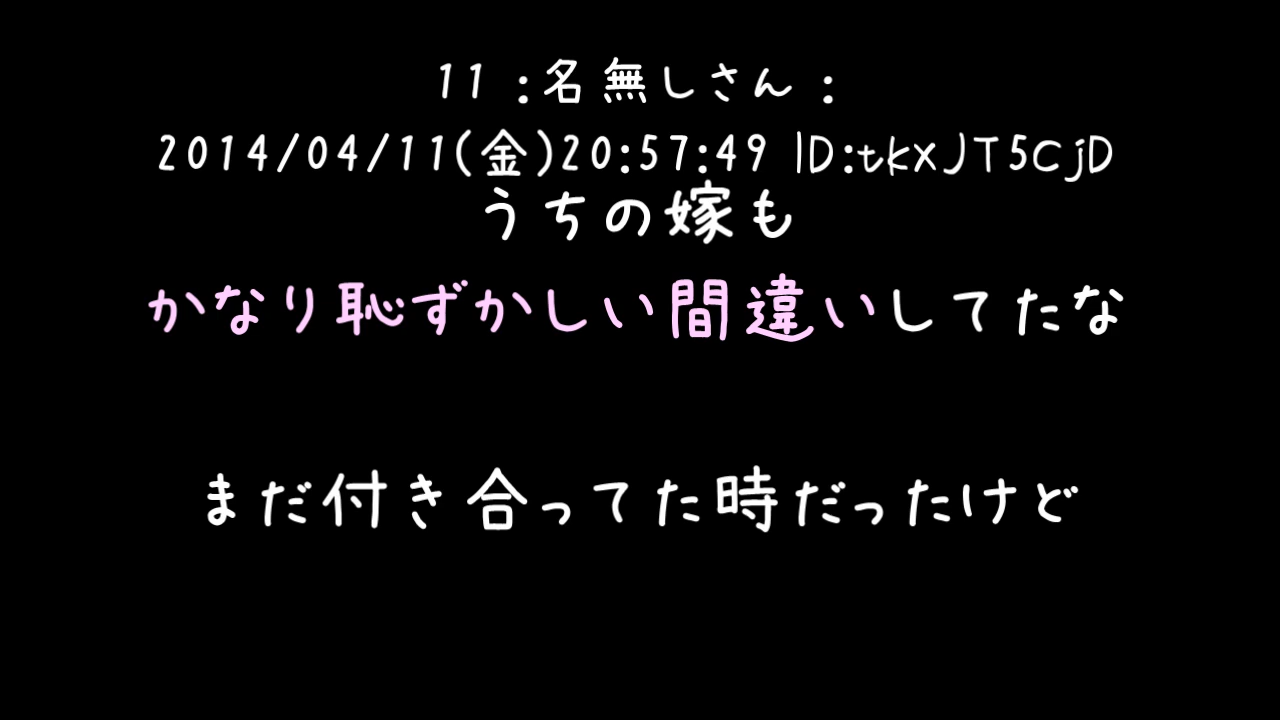 11 :名無しさん :
2014/04/11(金)20:57:49 ID:tkxJT5CjD
うちの嫁も
かなり恥ずかしい間違いしてたな
まだ付き合ってた時だったけど